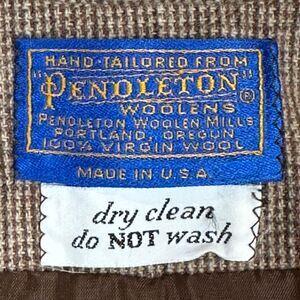 HAND-TAILORED FROM
"PENDLETON"®
WOOLENS
PENDLETON WOOLEN MILLS
PORTLAND, OREGON
100% VIRGIN WOOL
MADE IN U.S.A.
dry clean
do NOT wash